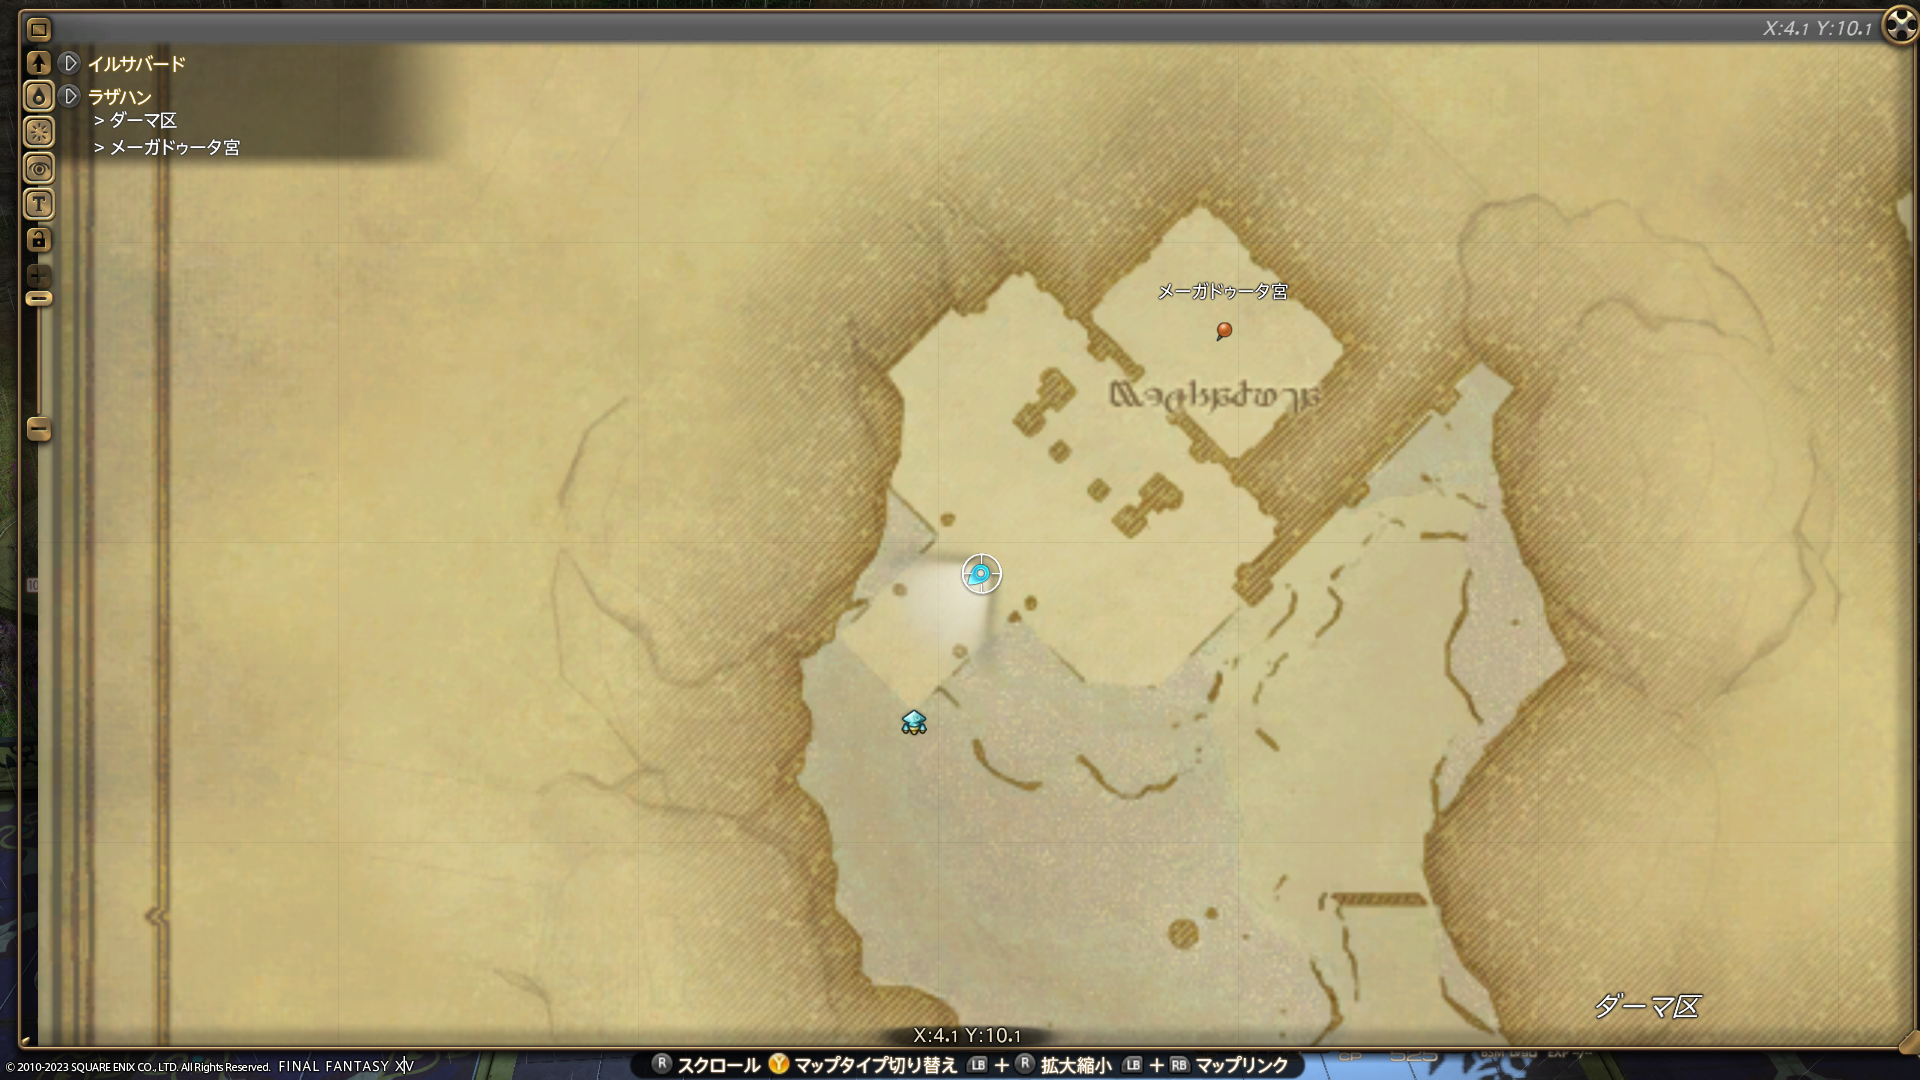 X:4.1 Y:10.1
イルサバード
ラザハン
> ダーマ区
> メーガドゥータ宮
T
メーガドゥータ宮
10
ダーマ区
X:4.1 Y:10.1
R スクロール Y マップタイプ切り替え LB + R 拡大縮小 LB + RB マップリンク
CP 525
© 2010-2023 SQUARE ENIX CO., LTD. All Rights Reserved. FINAL FANTASY XIV